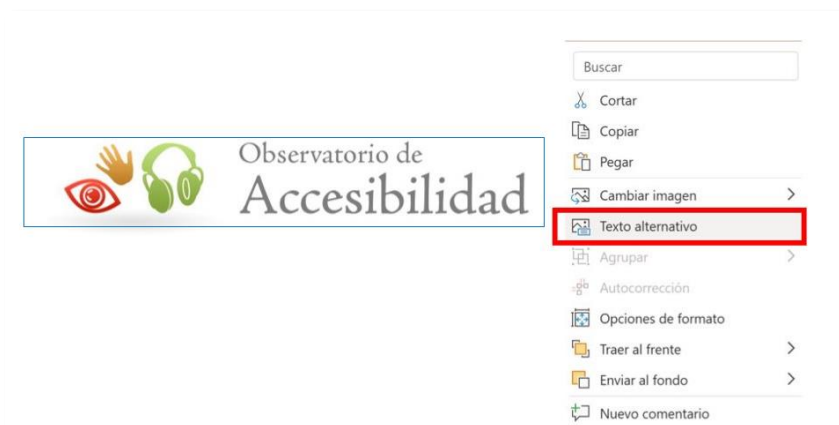 Observatorio de
Accesibilidad
Buscar
Cortar
Copiar
Pegar
Cambiar imagen
Texto alternativo
Agrupar
Autocorrección
Opciones de formato
Traer al frente
Enviar al fondo
Nuevo comentario